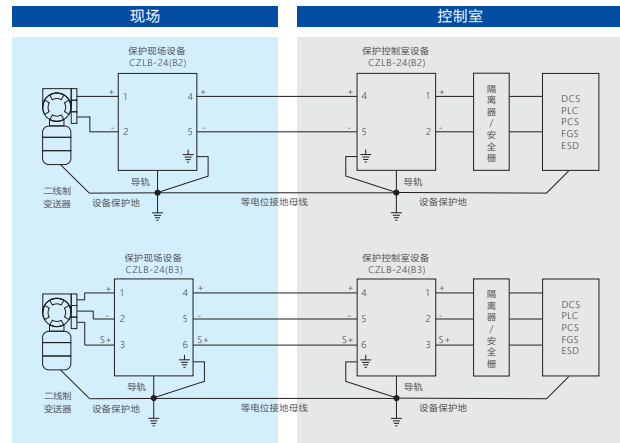 现场
控制室
保护现场设备
CZLB-24(B2)
保护控制室设备
CZLB-24(B2)
+ 1 4 +
- 2 5 -
+ 4 1 +
- 5 2 -
隔离器/安全栅
DCS
PLC
PCS
FGS
ESD
二线制
变送器
设备保护地
导轨
等电位接地母线
导轨
设备保护地
保护现场设备
CZLB-24(B3)
保护控制室设备
CZLB-24(B3)
+ 1 4 +
- 2 5 -
S+ 3 6 S+
+ 4 1 +
- 5 2 -
S+ 6 3 S+
隔离器/安全栅
DCS
PLC
PCS
FGS
ESD
二线制
变送器
设备保护地
导轨
等电位接地母线
导轨
设备保护地